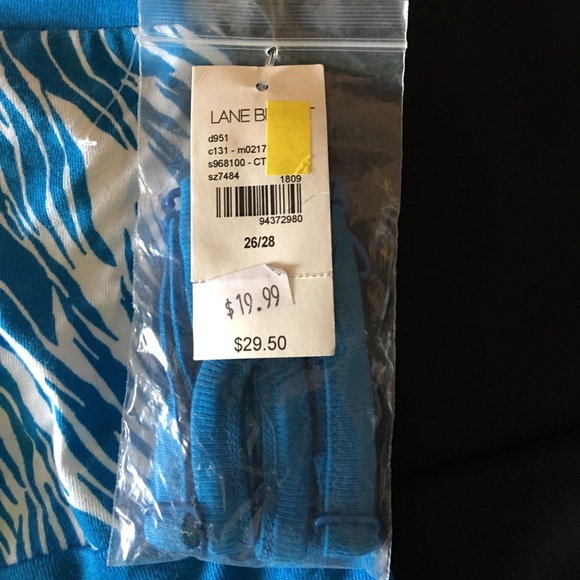 LANE
d951
c131 - m0217
s968100 - CT
sz7484
1809
94372980
26/28
$19.99
$29.50